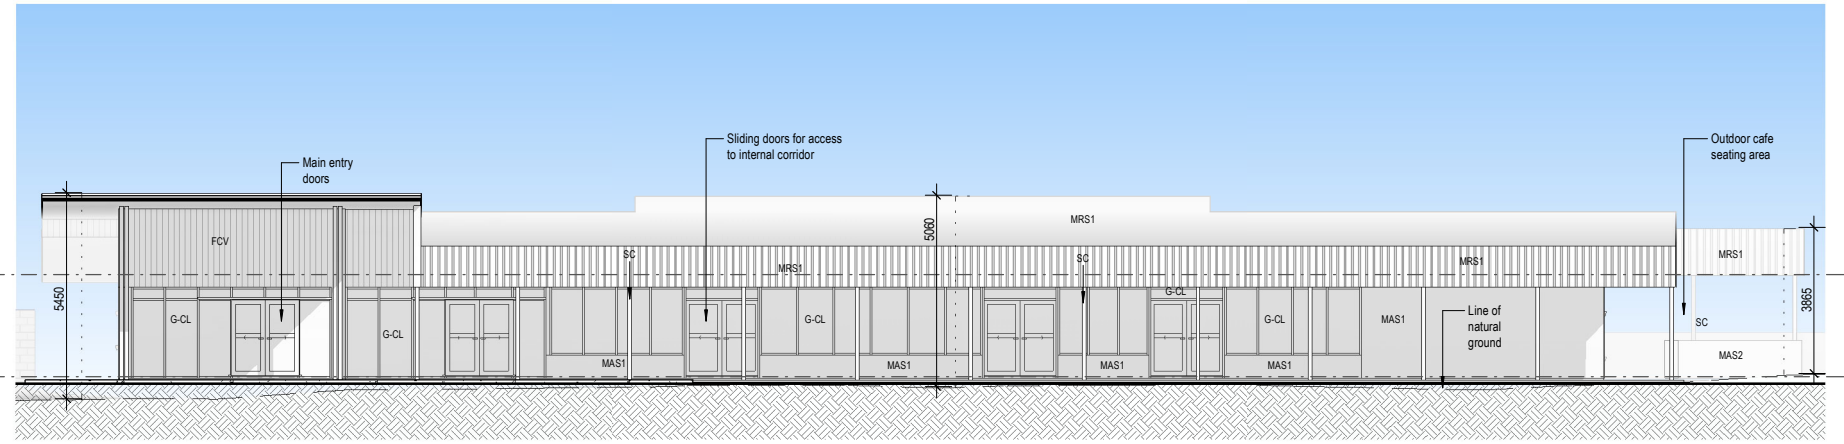 Main entry
doors
Sliding doors for access
to internal corridor
Outdoor cafe
seating area
5450
FCV
5060
MRS1
SC
MRS1
SC
MRS1
MRS1
3865
G-CL
G-CL
G-CL
G-CL
G-CL
MAS1
Line of
natural
ground
SC
MAS1
MAS1
MAS1
MAS1
MAS2